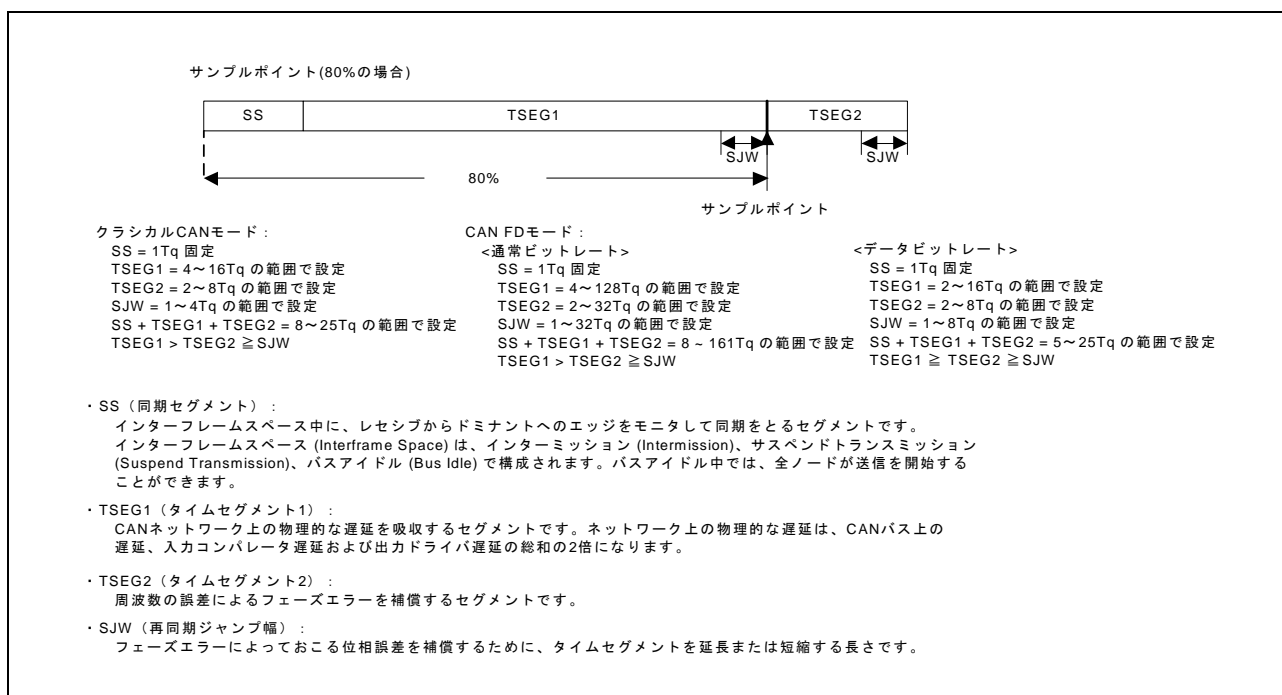 サンプルポイント(80%の場合)
SS
TSEG1
TSEG2
SJW
SJW
80%
サンプルポイント
クラシカルCANモード：
SS = 1Tq 固定
TSEG1 = 4～16Tq の範囲で設定
TSEG2 = 2～8Tq の範囲で設定
SJW = 1～4Tq の範囲で設定
SS + TSEG1 + TSEG2 = 8～25Tq の範囲で設定
TSEG1 > TSEG2 ≧SJW
CAN FDモード：
<通常ビットレート>
SS = 1Tq 固定
TSEG1 = 4～128Tq の範囲で設定
TSEG2 = 2～32Tq の範囲で設定
SJW = 1～32Tq の範囲で設定
SS + TSEG1 + TSEG2 = 8 ~ 161Tq の範囲で設定
TSEG1 > TSEG2 ≧SJW
<データビットレート>
SS = 1Tq 固定
TSEG1 = 2～16Tq の範囲で設定
TSEG2 = 2～8Tq の範囲で設定
SJW = 1～8Tq の範囲で設定
SS + TSEG1 + TSEG2 = 5～25Tq の範囲で設定
TSEG1 ≧ TSEG2 ≧SJW
・SS（同期セグメント）：
インターフレームスペース中に、レセシブからドミナントへのエッジをモニタして同期をとるセグメントです。
インターフレームスペース (Interframe Space) は、インターミッション (Intermission)、サスペンドトランスミッション
(Suspend Transmission)、バスアイドル (Bus Idle) で構成されます。バスアイドル中では、全ノードが送信を開始する
ことができます。
・TSEG1（タイムセグメント1）：
CANネットワーク上の物理的な遅延を吸収するセグメントです。ネットワーク上の物理的な遅延は、CANバス上の
遅延、入力コンパレータ遅延および出力ドライバ遅延の総和の2倍になります。
・TSEG2（タイムセグメント2）：
周波数の誤差によるフェーズエラーを補償するセグメントです。
・SJW（再同期ジャンプ幅）：
フェーズエラーによっておこる位相誤差を補償するために、タイムセグメントを延長または短縮する長さです。